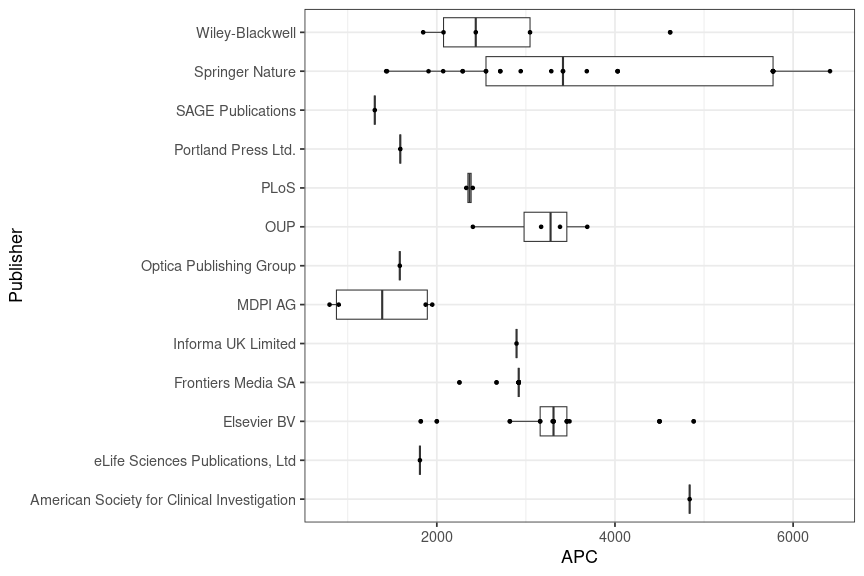 Wiley-Blackwell
Springer Nature
SAGE Publications
Portland Press Ltd.
PLoS
OUP
Optica Publishing Group
MDPI AG
Informa UK Limited
Frontiers Media SA
Elsevier BV
eLife Sciences Publications, Ltd
American Society for Clinical Investigation
Publisher
2000 4000 6000
APC